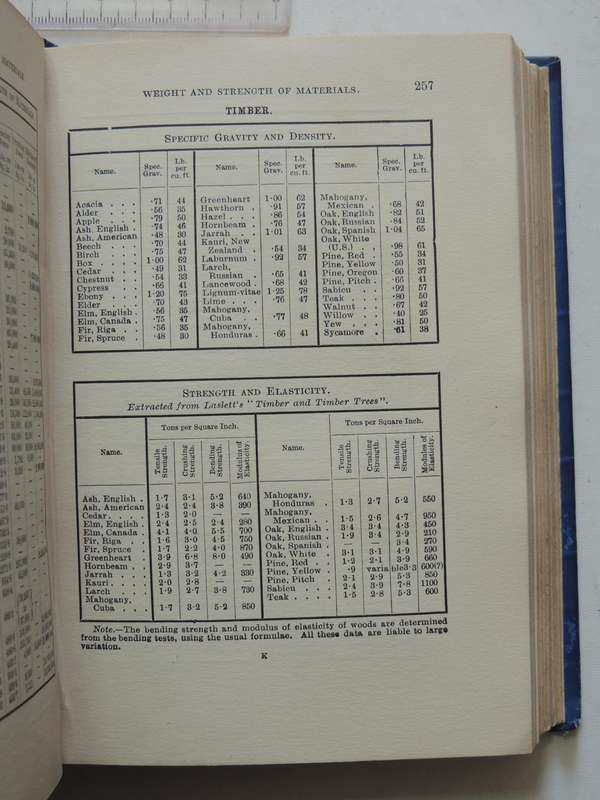 WEIGHT AND STRENGTH OF MATERIALS. 257
TIMBER.
SPECIFIC GRAVITY AND DENSITY.
Name. Spec. Grav. Lb. per cu. ft. Name. Spec. Grav. Lb. per cu. ft. Name. Spec. Grav. Lb. per cu. ft.
Acacia . . . ·71 44
Alder . . . ·56 35
Apple . . . ·79 50
Ash, English . ·74 46
Ash, American ·48 30
Beech . . . ·70 44
Birch . . . ·75 47
Box . . . . 1·00 62
Cedar . . . ·49 31
Chestnut . . ·54 33
Cypress . . ·66 41
Ebony . . . 1·20 75
Elder . . . ·70 43
Elm, English . ·56 35
Elm, Canada . ·75 47
Fir, Riga . . ·56 35
Fir, Spruce . ·48 30
Greenheart 1·00 62
Hawthorn . ·91 57
Hazel . . . ·86 54
Hornbeam . ·76 47
Jarrah . . . 1·01 63
Kauri, New
Zealand . ·54 34
Laburnum . ·92 57
Larch,
Russian . ·65 41
Lancewood . ·68 42
Lignum-vitae 1·25 78
Lime . . . ·76 47
Mahogany,
Cuba . . ·77 48
Mahogany,
Honduras . ·66 41
Mahogany,
Mexican . . ·68 42
Oak, English ·82 51
Oak, Russian ·84 52
Oak, Spanish 1·04 65
Oak, White
(U.S.) . . ·98 61
Pine, Red . . ·55 34
Pine, Yellow . ·50 31
Pine, Oregon ·60 37
Pine, Pitch . ·66 41
Sabicu . . ·92 57
Teak . . . ·80 50
Walnut . . ·67 42
Willow . . ·40 25
Yew . . . ·81 50
Sycamore . ·61 38
STRENGTH AND ELASTICITY.
Extracted from Laslett's "Timber and Timber Trees".
Name. Tons per Square Inch. Name. Tons per Square Inch.
Tensile Strength. Crushing Strength. Bending Strength. Modulus of Elasticity. Tensile Strength. Crushing Strength. Bending Strength. Modulus of Elasticity.
Ash, English . 1·7 3·1 5·2 640
Ash, American 2·4 2·4 3·8 390
Cedar. . . . 1·3 2·0 — —
Elm, English . 2·4 2·5 2·4 280
Elm, Canada . 4·1 4·0 5·5 700
Fir, Riga . . 1·6 3·0 4·5 750
Fir, Spruce . 1·7 2·2 4·0 870
Greenheart 3·9 6·8 8·0 490
Hornbeam . . 2·9 3·7 — —
Jarrah . . . 1·3 3·2 4·2 330
Kauri . . . . 2·0 2·8 — —
Larch . . . 1·9 2·7 3·8 730
Mahogany,
Cuba . . . 1·7 3·2 5·2 850
Mahogany,
Honduras . 1·3 2·7 5·2 550
Mahogany,
Mexican . . 1·5 2·6 4·7 950
Oak, English . 3·4 3·4 4·3 450
Oak, Russian . 1·9 3·4 2·9 210
Oak, Spanish . — — 3·4 270
Oak, White . 3·1 3·1 4·9 590
Pine, Red . . 1·2 2·1 3·9 660
Pine, Yellow . ·9 variable 3·3 600(?)
Pine, Pitch . 2·1 2·9 5·3 850
Sabicu . . . 2·4 3·9 7·8 1100
Teak . . . . 1·5 2·8 5·3 600
Note.—The bending strength and modulus of elasticity of woods are determined
from the bending tests, using the usual formulae. All these data are liable to large
variation.
K